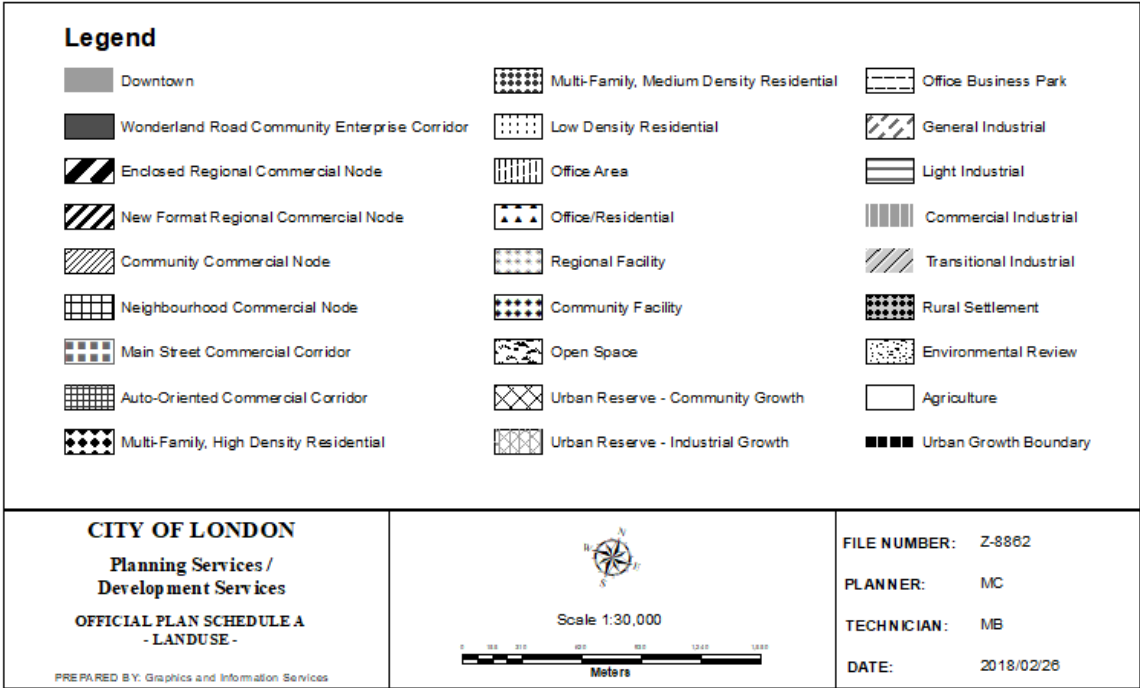 Legend
Downtown
Wonderland Road Community Enterprise Corridor
Enclosed Regional Commercial Node
New Format Regional Commercial Node
Community Commercial Node
Neighbourhood Commercial Node
Main Street Commercial Corridor
Auto-Oriented Commercial Corridor
Multi-Family, High Density Residential
Multi-Family, Medium Density Residential
Low Density Residential
Office Area
Office/Residential
Regional Facility
Community Facility
Open Space
Urban Reserve - Community Growth
Urban Reserve - Industrial Growth
Office Business Park
General Industrial
Light Industrial
Commercial Industrial
Transitional Industrial
Rural Settlement
Environmental Review
Agriculture
Urban Growth Boundary
CITY OF LONDON
Planning Services /
Development Services
OFFICIAL PLAN SCHEDULE A
- LANDUSE -
PREPARED BY: Graphics and Information Services
N
W E
S
Scale 1:30,000
0
Meters
FILE NUMBER: Z-8862
PLANNER: MC
TECHNICIAN: MB
DATE: 2018/02/26